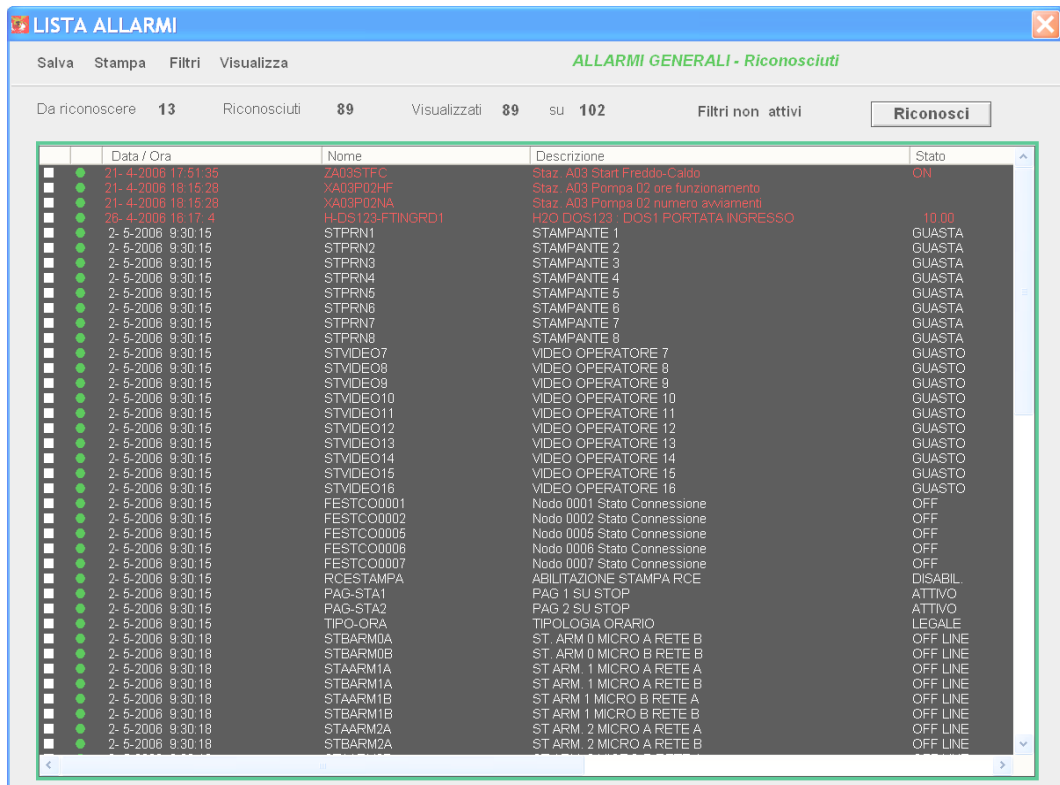 LISTA ALLARMI
Salva Stampa Filtri Visualizza ALLARMI GENERALI - Riconosciuti
Da riconoscere 13 Riconosciuti 89 Visualizzati 89 su 102 Filtri non attivi Riconosci
Data / Ora Nome Descrizione Stato
21- 4-2006 17:51:35 ZA03STFC Staz. A03 Start Freddo-Caldo ON
21- 4-2006 18:15:28 XA03P02HF Staz. A03 Pompa 02 ore funzionamento
21- 4-2006 18:15:28 XA03P02NA Staz. A03 Pompa 02 numero avviamenti
26- 4-2006 16:17: 4 H-DS123-FTINGRD1 H2O DOS123 : DOS1 PORTATA INGRESSO 10.00
2- 5-2006 9:30:15 STPRN1 STAMPANTE 1 GUASTA
2- 5-2006 9:30:15 STPRN2 STAMPANTE 2 GUASTA
2- 5-2006 9:30:15 STPRN3 STAMPANTE 3 GUASTA
2- 5-2006 9:30:15 STPRN4 STAMPANTE 4 GUASTA
2- 5-2006 9:30:15 STPRN5 STAMPANTE 5 GUASTA
2- 5-2006 9:30:15 STPRN6 STAMPANTE 6 GUASTA
2- 5-2006 9:30:15 STPRN7 STAMPANTE 7 GUASTA
2- 5-2006 9:30:15 STPRN8 STAMPANTE 8 GUASTA
2- 5-2006 9:30:15 STVIDEO7 VIDEO OPERATORE 7 GUASTO
2- 5-2006 9:30:15 STVIDEO8 VIDEO OPERATORE 8 GUASTO
2- 5-2006 9:30:15 STVIDEO9 VIDEO OPERATORE 9 GUASTO
2- 5-2006 9:30:15 STVIDEO10 VIDEO OPERATORE 10 GUASTO
2- 5-2006 9:30:15 STVIDEO11 VIDEO OPERATORE 11 GUASTO
2- 5-2006 9:30:15 STVIDEO12 VIDEO OPERATORE 12 GUASTO
2- 5-2006 9:30:15 STVIDEO13 VIDEO OPERATORE 13 GUASTO
2- 5-2006 9:30:15 STVIDEO14 VIDEO OPERATORE 14 GUASTO
2- 5-2006 9:30:15 STVIDEO15 VIDEO OPERATORE 15 GUASTO
2- 5-2006 9:30:15 STVIDEO16 VIDEO OPERATORE 16 GUASTO
2- 5-2006 9:30:15 FESTCO0001 Nodo 0001 Stato Connessione OFF
2- 5-2006 9:30:15 FESTCO0002 Nodo 0002 Stato Connessione OFF
2- 5-2006 9:30:15 FESTCO0005 Nodo 0005 Stato Connessione OFF
2- 5-2006 9:30:15 FESTCO0006 Nodo 0006 Stato Connessione OFF
2- 5-2006 9:30:15 FESTCO0007 Nodo 0007 Stato Connessione OFF
2- 5-2006 9:30:15 RCESTAMPA ABILITAZIONE STAMPA RCE DISABIL.
2- 5-2006 9:30:15 PAG-STA1 PAG 1 SU STOP ATTIVO
2- 5-2006 9:30:15 PAG-STA2 PAG 2 SU STOP ATTIVO
2- 5-2006 9:30:15 TIPO-ORA TIPOLOGIA ORARIO LEGALE
2- 5-2006 9:30:18 STBARM0A ST. ARM 0 MICRO A RETE B OFF LINE
2- 5-2006 9:30:18 STBARM0B ST. ARM 0 MICRO B RETE B OFF LINE
2- 5-2006 9:30:18 STAARM1A ST ARM. 1 MICRO A RETE A OFF LINE
2- 5-2006 9:30:18 STBARM1A ST ARM. 1 MICRO A RETE B OFF LINE
2- 5-2006 9:30:18 STAARM1B ST ARM 1 MICRO B RETE A OFF LINE
2- 5-2006 9:30:18 STBARM1B ST ARM 1 MICRO B RETE B OFF LINE
2- 5-2006 9:30:18 STAARM2A ST ARM. 2 MICRO A RETE A OFF LINE
2- 5-2006 9:30:18 STBARM2A ST ARM. 2 MICRO A RETE B OFF LINE